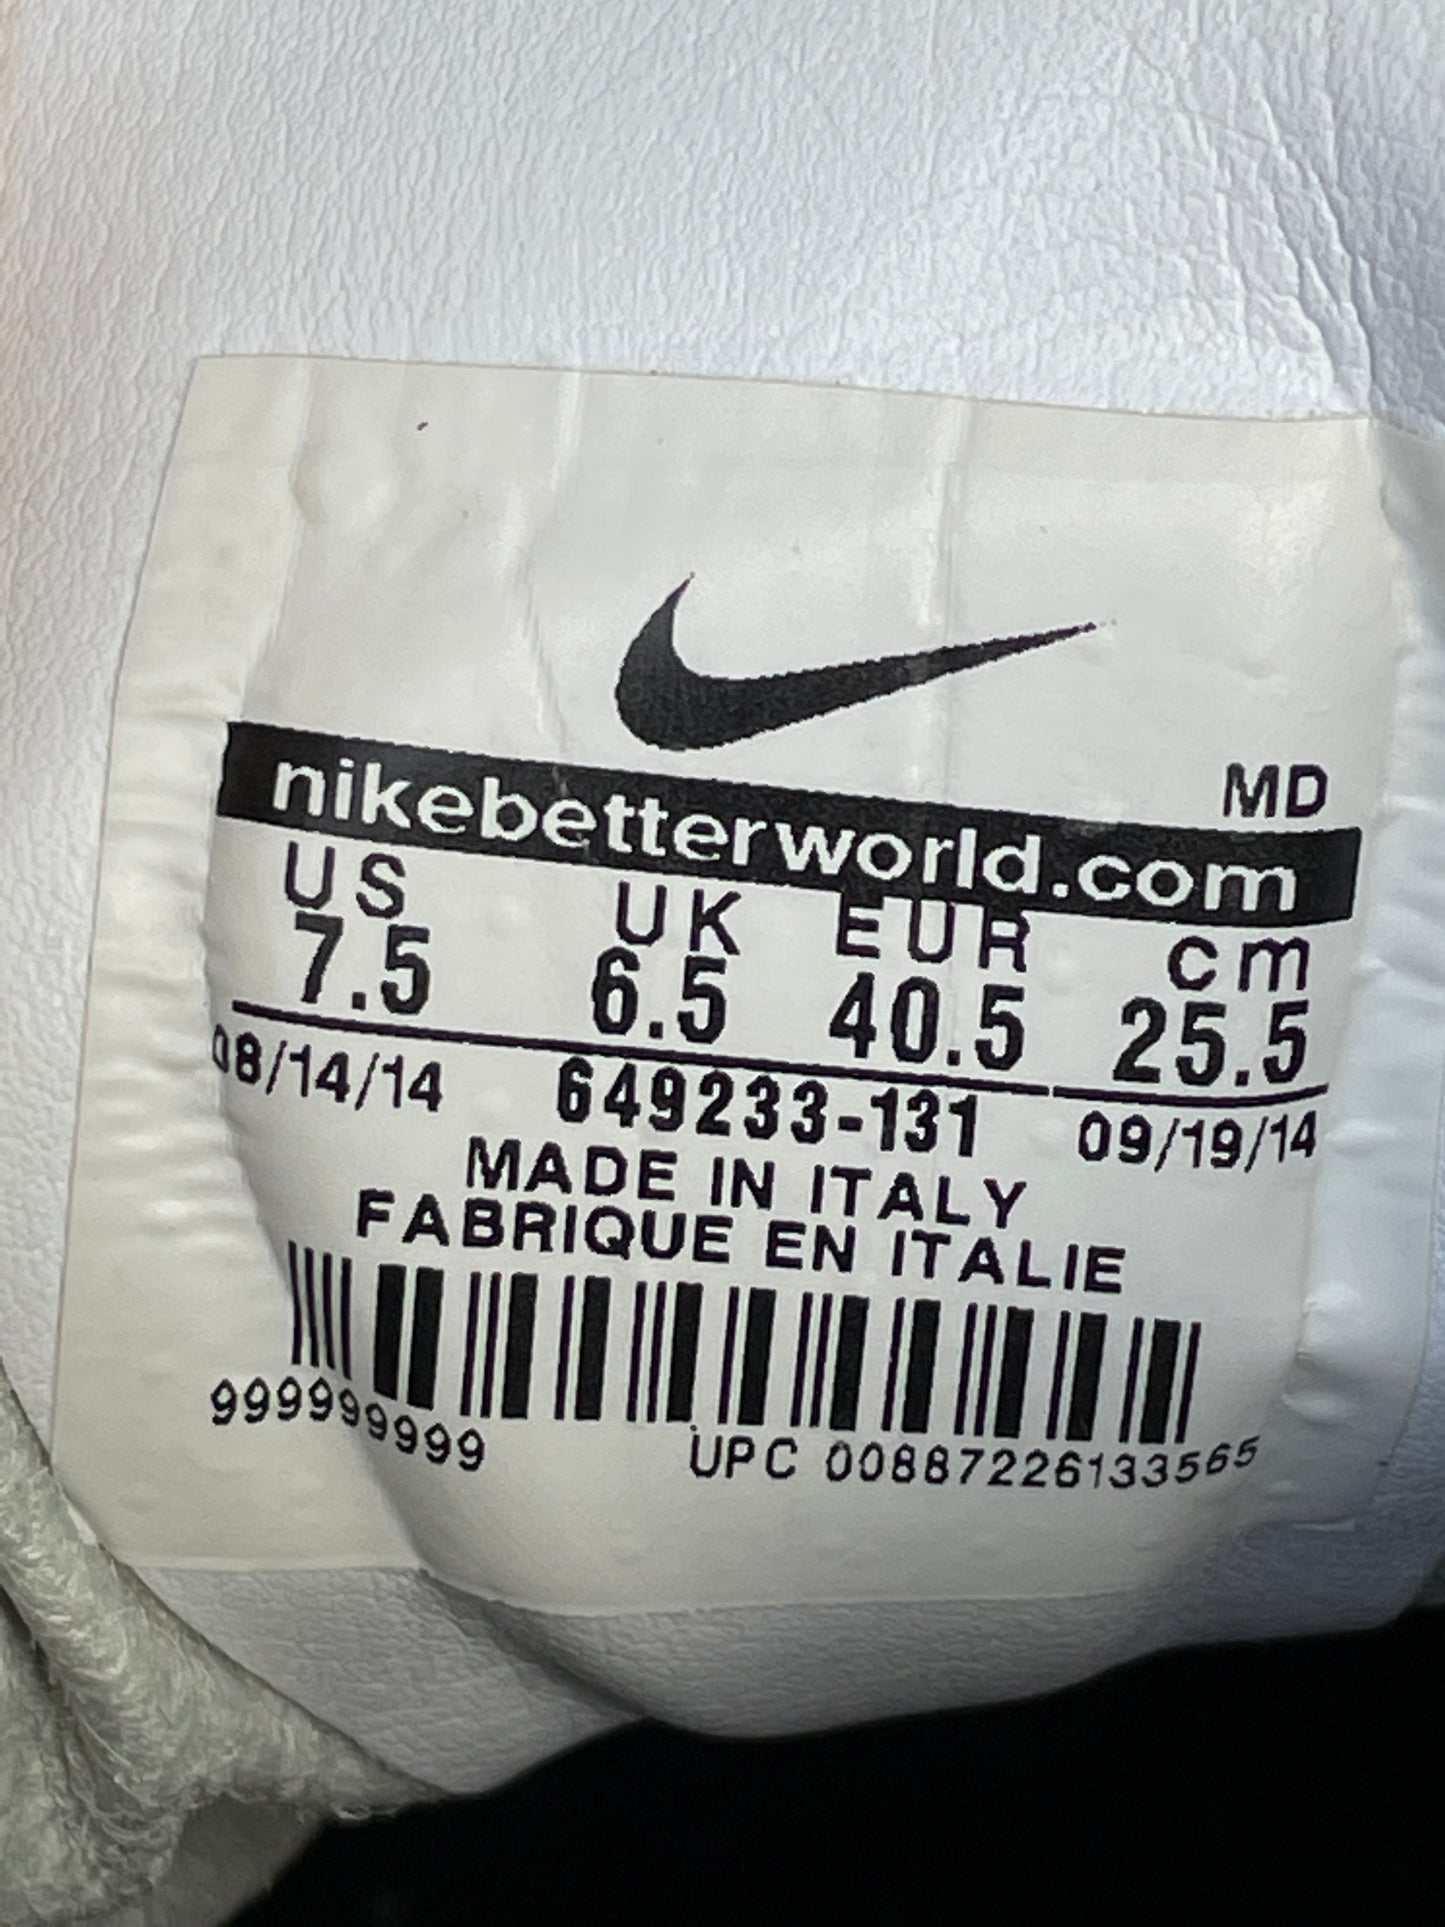 MD
nikebetterworld.com
US UK EUR cm
7.5 6.5 40.5 25.5
08/14/14 649233-131 09/19/14
MADE IN ITALY
FABRIQUE EN ITALIE
9999999999 UPC 00887226133565